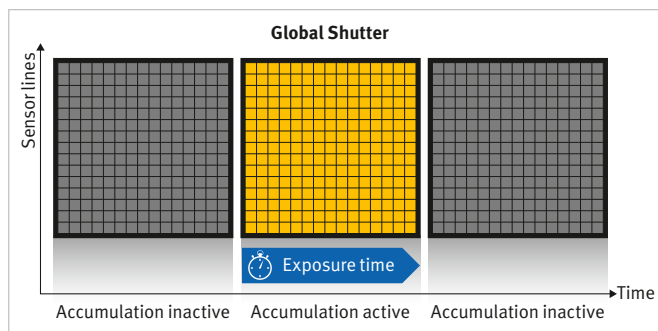 Global Shutter
Sensor lines
Exposure time
Time
Accumulation inactive
Accumulation active
Accumulation inactive